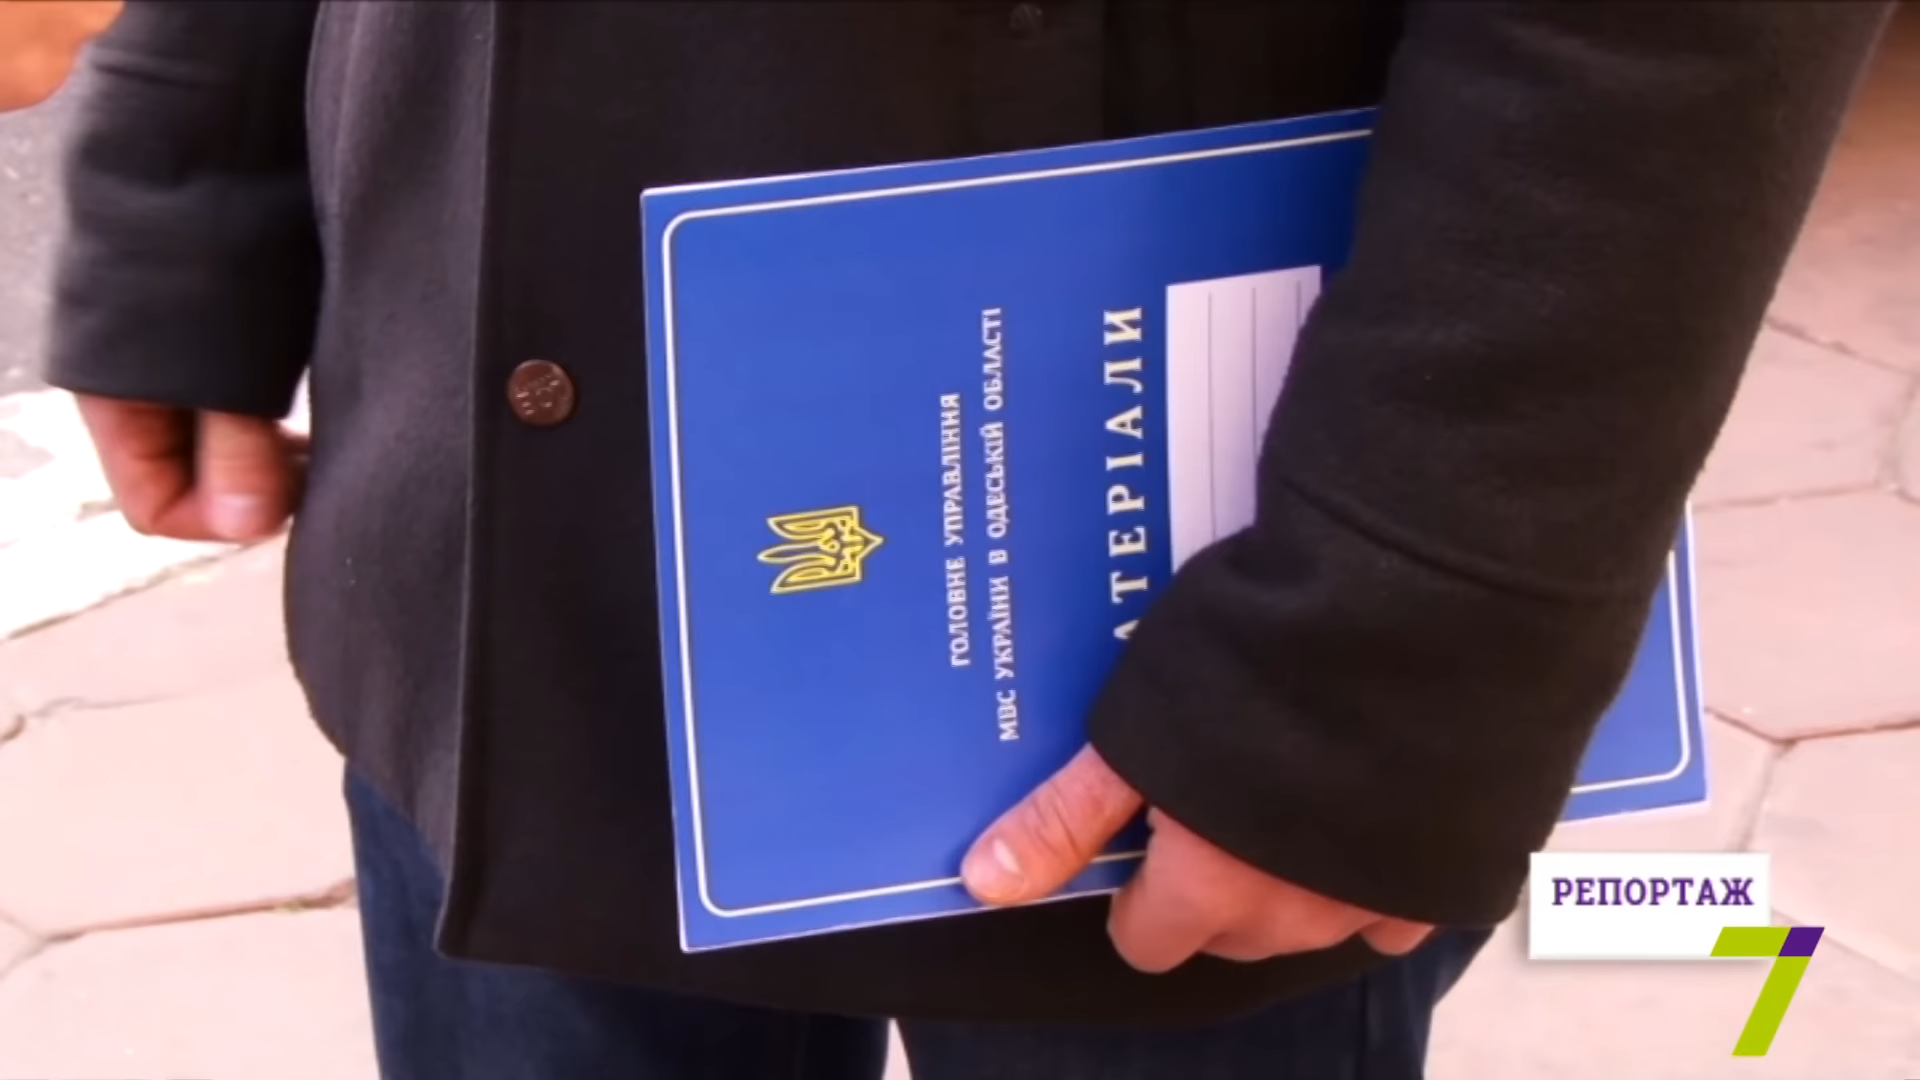 ГОЛОВНЕ УПРАВЛІННЯ
МВС УКРАЇНИ В ОДЕСЬКІЙ ОБЛАСТІ
АТЕРІАЛИ
РЕПОРТАЖ
7